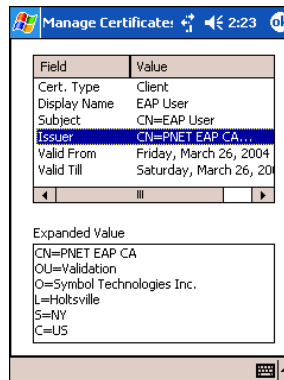 Manage Certificates 2:23 ok
Field Value
Cert. Type Client
Display Name EAP User
Subject CN=EAP User
Issuer CN=PNET EAP CA...
Valid From Friday, March 26, 2004
Valid Till Saturday, March 26, 20
Expanded Value
CN=PNET EAP CA
OU=Validation
O=Symbol Technologies Inc.
L=Holtsville
S=NY
C=US